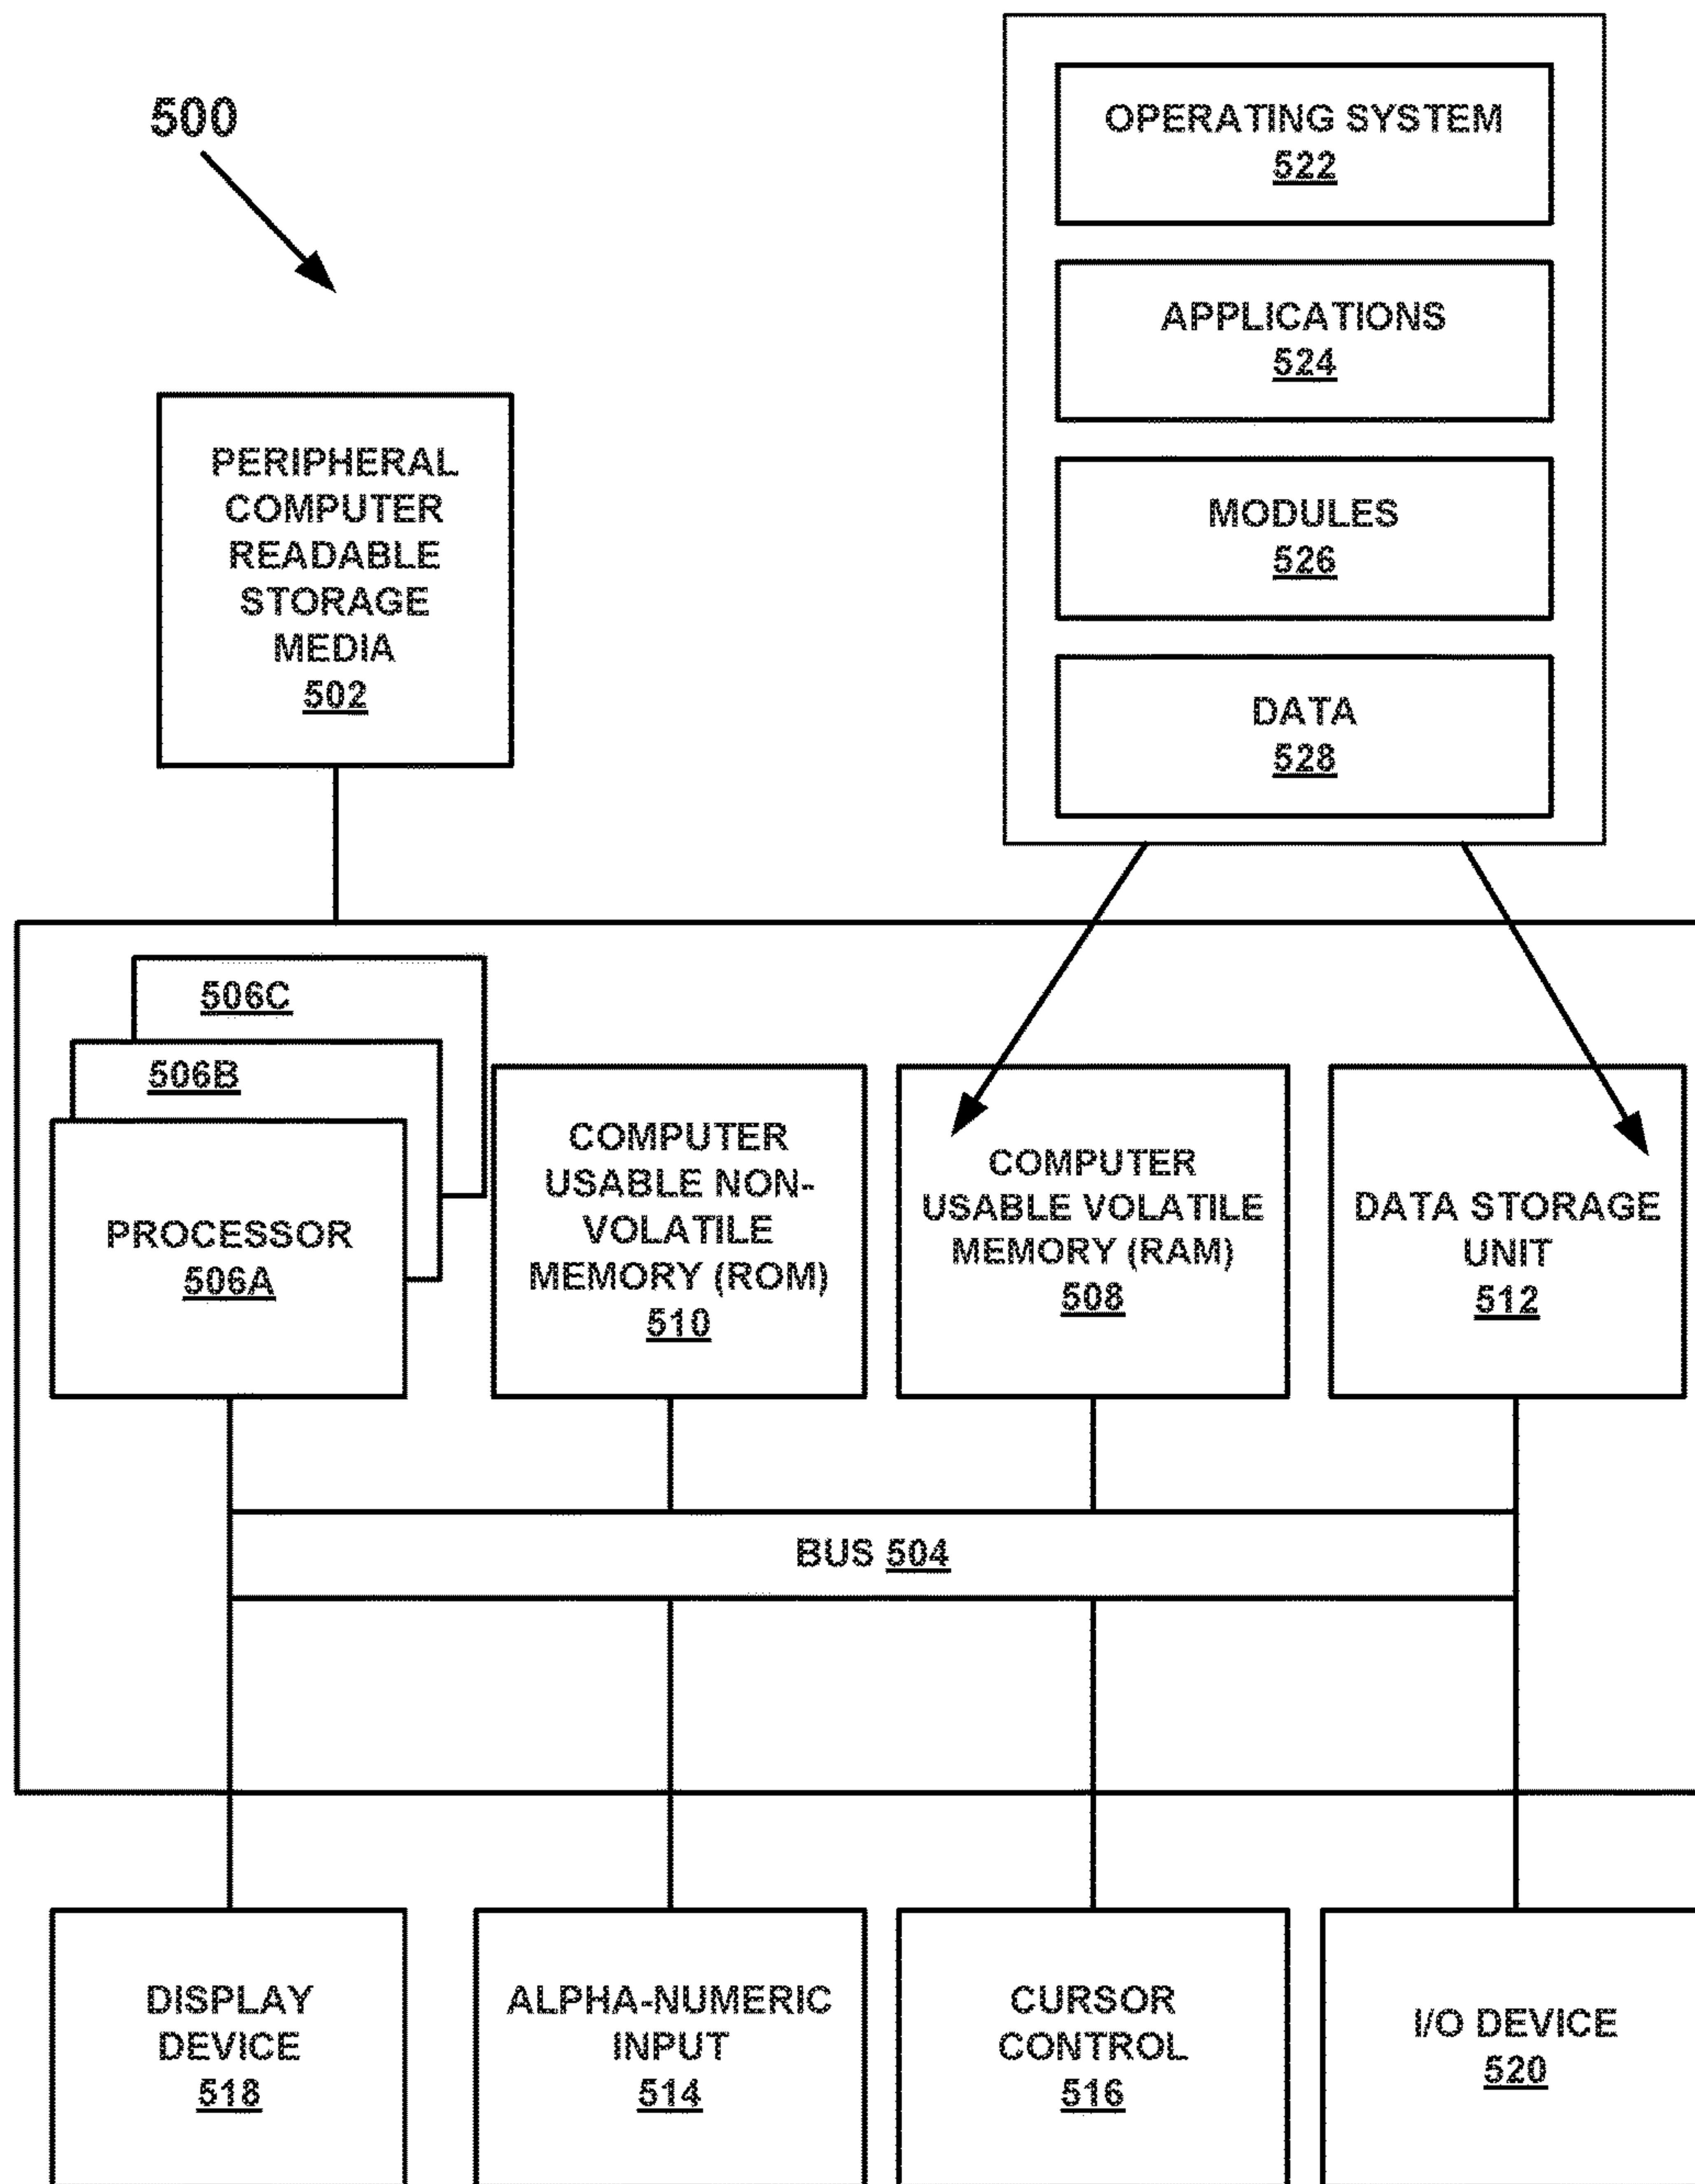 500
OPERATING SYSTEM
522
APPLICATIONS
524
MODULES
526
DATA
528
PERIPHERAL
COMPUTER
READABLE
STORAGE
MEDIA
502
506C
506B
PROCESSOR
506A
COMPUTER
USABLE NON-
VOLATILE
MEMORY (ROM)
510
COMPUTER
USABLE VOLATILE
MEMORY (RAM)
508
DATA STORAGE
UNIT
512
BUS 504
DISPLAY
DEVICE
518
ALPHA-NUMERIC
INPUT
514
CURSOR
CONTROL
516
I/O DEVICE
520